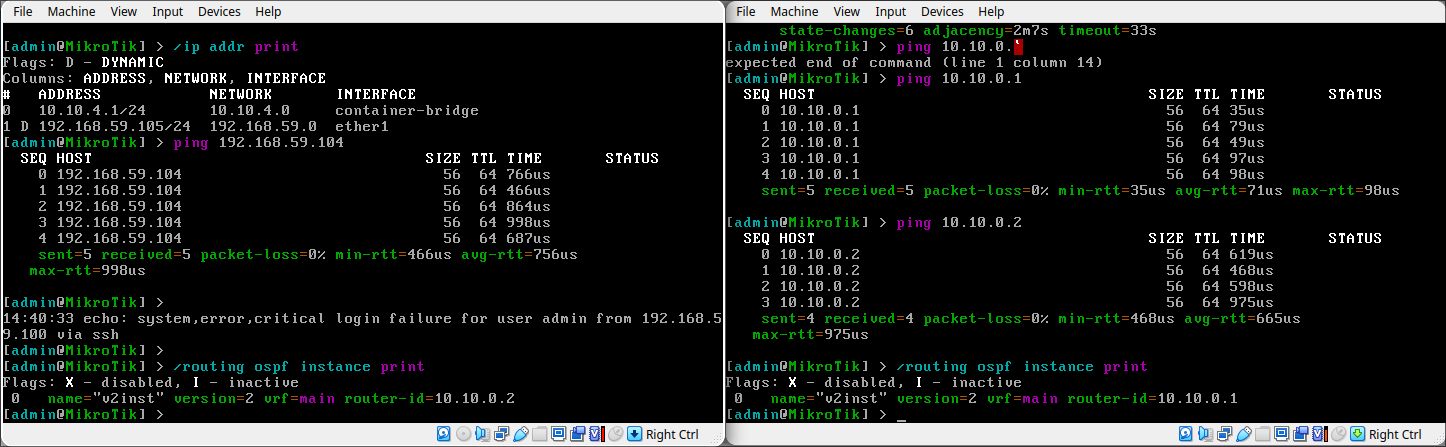 File Machine View Input Devices Help
[admin@MikroTik] > /ip addr print
Flags: D - DYNAMIC
Columns: ADDRESS, NETWORK, INTERFACE
# ADDRESS NETWORK INTERFACE
0 10.10.4.1/24 10.10.4.0 container-bridge
1 D 192.168.59.105/24 192.168.59.0 ether1
[admin@MikroTik] > ping 192.168.59.104
SEQ HOST SIZE TTL TIME STATUS
0 192.168.59.104 56 64 766us
1 192.168.59.104 56 64 466us
2 192.168.59.104 56 64 864us
3 192.168.59.104 56 64 998us
4 192.168.59.104 56 64 687us
sent=5 received=5 packet-loss=0% min-rtt=466us avg-rtt=756us
max-rtt=998us
[admin@MikroTik] >
14:40:33 echo: system,error,critical login failure for user admin from 192.168.5
9.100 via ssh
[admin@MikroTik] >
[admin@MikroTik] > /routing ospf instance print
Flags: X - disabled, I - inactive
0 name="v2inst" version=2 vrf=main router-id=10.10.0.2
[admin@MikroTik] >
Right Ctrl
File Machine View Input Devices Help
state-changes=6 adjacency=2m7s timeout=33s
[admin@MikroTik] > ping 10.10.0.`
expected end of command (line 1 column 14)
[admin@MikroTik] > ping 10.10.0.1
SEQ HOST SIZE TTL TIME STATUS
0 10.10.0.1 56 64 35us
1 10.10.0.1 56 64 79us
2 10.10.0.1 56 64 49us
3 10.10.0.1 56 64 97us
4 10.10.0.1 56 64 98us
sent=5 received=5 packet-loss=0% min-rtt=35us avg-rtt=71us max-rtt=98us
[admin@MikroTik] > ping 10.10.0.2
SEQ HOST SIZE TTL TIME STATUS
0 10.10.0.2 56 64 619us
1 10.10.0.2 56 64 468us
2 10.10.0.2 56 64 598us
3 10.10.0.2 56 64 975us
sent=4 received=4 packet-loss=0% min-rtt=468us avg-rtt=665us
max-rtt=975us
[admin@MikroTik] > /routing ospf instance print
Flags: X - disabled, I - inactive
0 name="v2inst" version=2 vrf=main router-id=10.10.0.1
[admin@MikroTik] > _
Right Ctrl